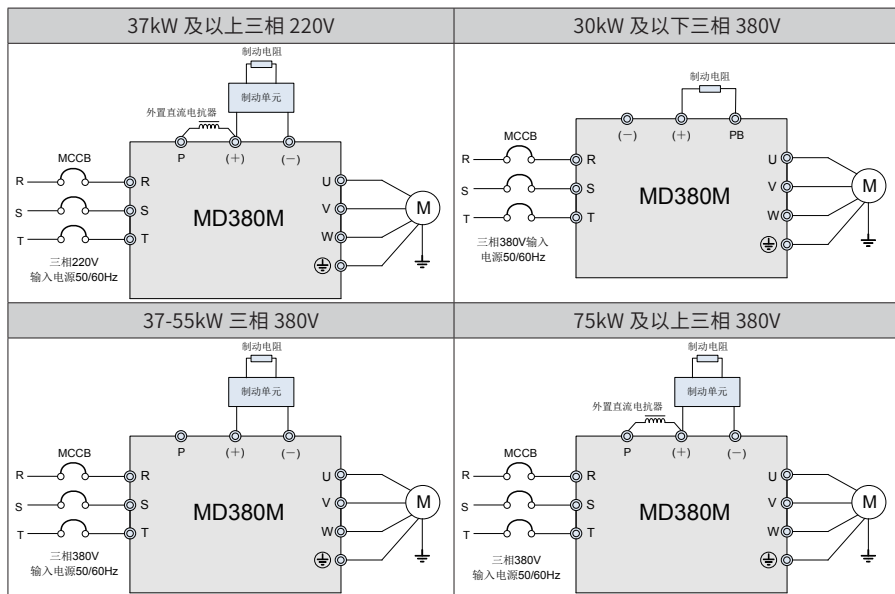 37kW 及以上三相 220V
制动电阻
制动单元
外置直流电抗器
P
(+)
(-)
MCCB
R
R
S
S
T
T
MD380M
U
V
W
M
三相220V
输入电源50/60Hz
30kW 及以下三相 380V
制动电阻
(-)
(+)
PB
MCCB
R
R
S
S
T
T
MD380M
U
V
W
M
三相380V输入
电源50/60Hz
37-55kW 三相 380V
制动电阻
制动单元
P
(+)
(-)
MCCB
R
R
S
S
T
T
MD380M
U
V
W
M
三相380V
输入电源50/60Hz
75kW 及以上三相 380V
制动电阻
制动单元
外置直流电抗器
P
(+)
(-)
MCCB
R
R
S
S
T
T
MD380M
U
V
W
M
三相380V
输入电源50/60Hz